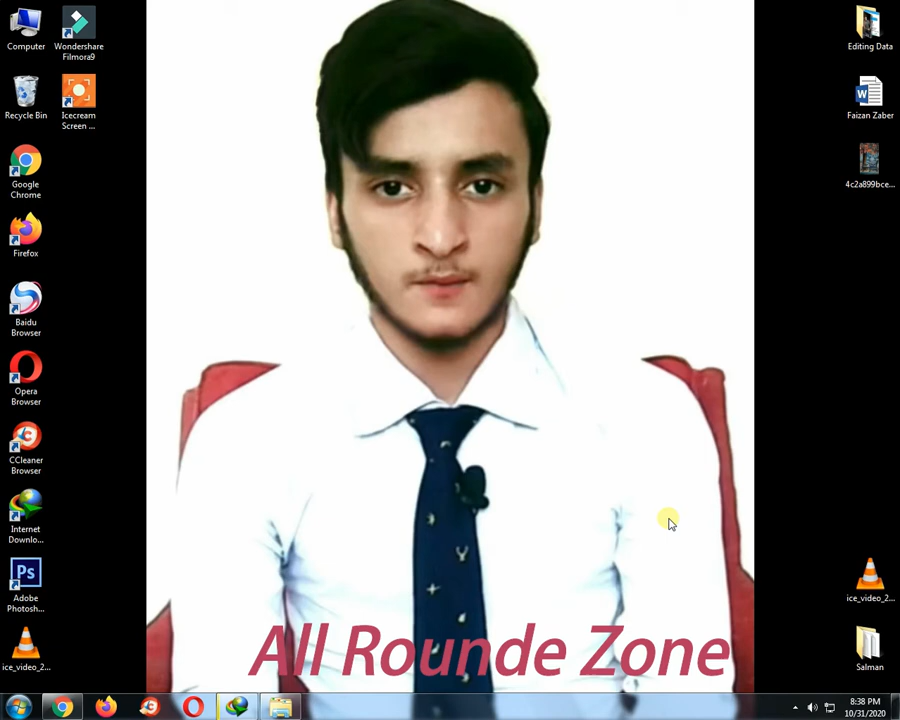 Computer
Wondershare
Filmora9
Recycle Bin
Icecream
Screen ...
Google
Chrome
Firefox
Baidu
Browser
Opera
Browser
CCleaner
Browser
Internet
Downlo...
Ps
Adobe
Photosh...
ice_video_2...
Editing Data
W
Faizan Zaber
4c2a899bce...
ice_video_2...
Salman
All Rounde Zone
8:38 PM
10/31/2020